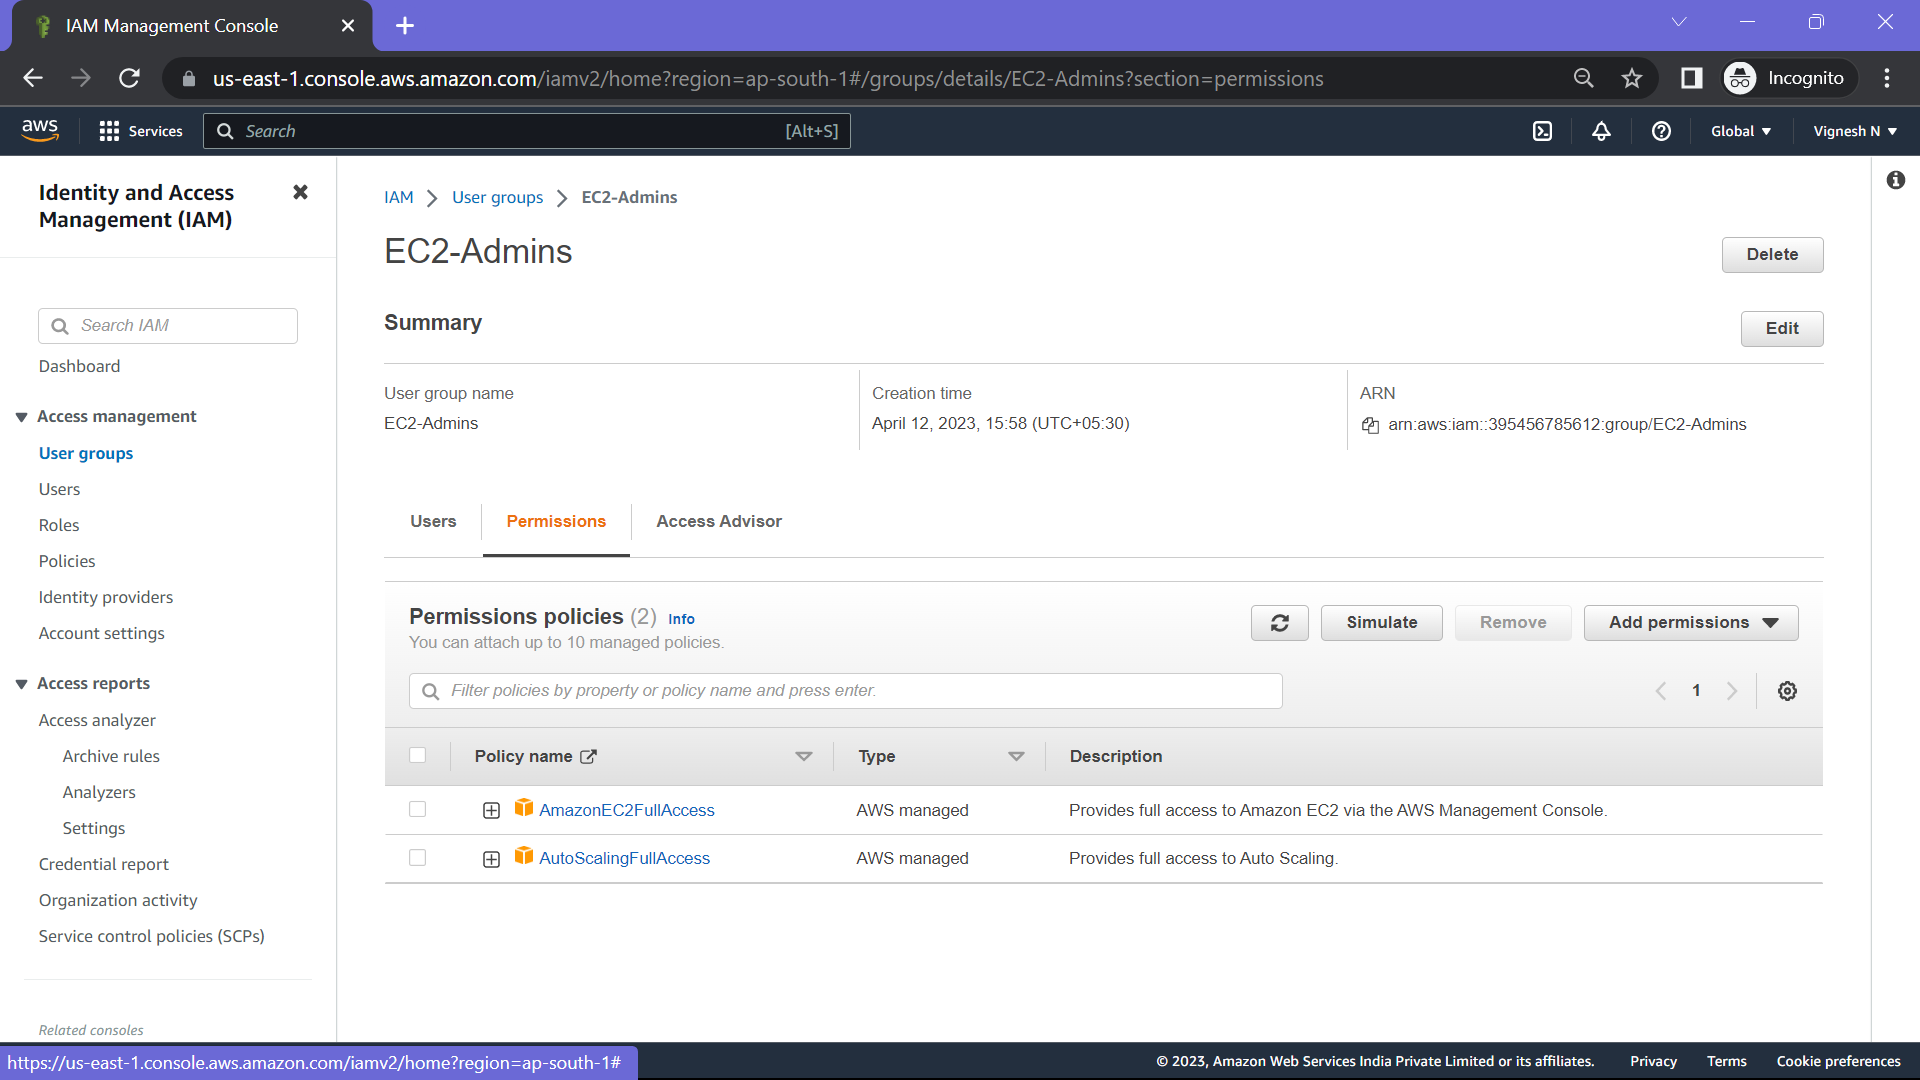 IAM Management Console
us-east-1.console.aws.amazon.com/iamv2/home?region=ap-south-1#/groups/details/EC2-Admins?section=permissions
Incognito
aws
Services
Search
[Alt+S]
Global
Vignesh N
Identity and Access
Management (IAM)
Search IAM
Dashboard
Access management
User groups
Users
Roles
Policies
Identity providers
Account settings
Access reports
Access analyzer
Archive rules
Analyzers
Settings
Credential report
Organization activity
Service control policies (SCPs)
Related consoles
IAM
User groups
EC2-Admins
EC2-Admins
Delete
Summary
Edit
User group name
EC2-Admins
Creation time
April 12, 2023, 15:58 (UTC+05:30)
ARN
arn:aws:iam::395456785612:group/EC2-Admins
Users
Permissions
Access Advisor
Permissions policies (2) Info
You can attach up to 10 managed policies.
Simulate
Remove
Add permissions
Filter policies by property or policy name and press enter.
1
Policy name
Type
Description
AmazonEC2FullAccess
AWS managed
Provides full access to Amazon EC2 via the AWS Management Console.
AutoScalingFullAccess
AWS managed
Provides full access to Auto Scaling.
https://us-east-1.console.aws.amazon.com/iamv2/home?region=ap-south-1#
© 2023, Amazon Web Services India Private Limited or its affiliates.
Privacy
Terms
Cookie preferences